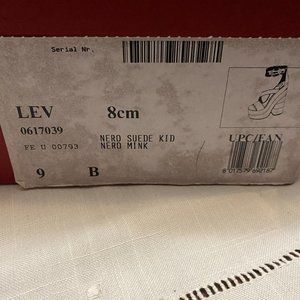 Serial Nr.
LEV 8cm
0617039
NERO SUEDE KID
FE U 00793 NERO MINK
UPC/EAN
9 B